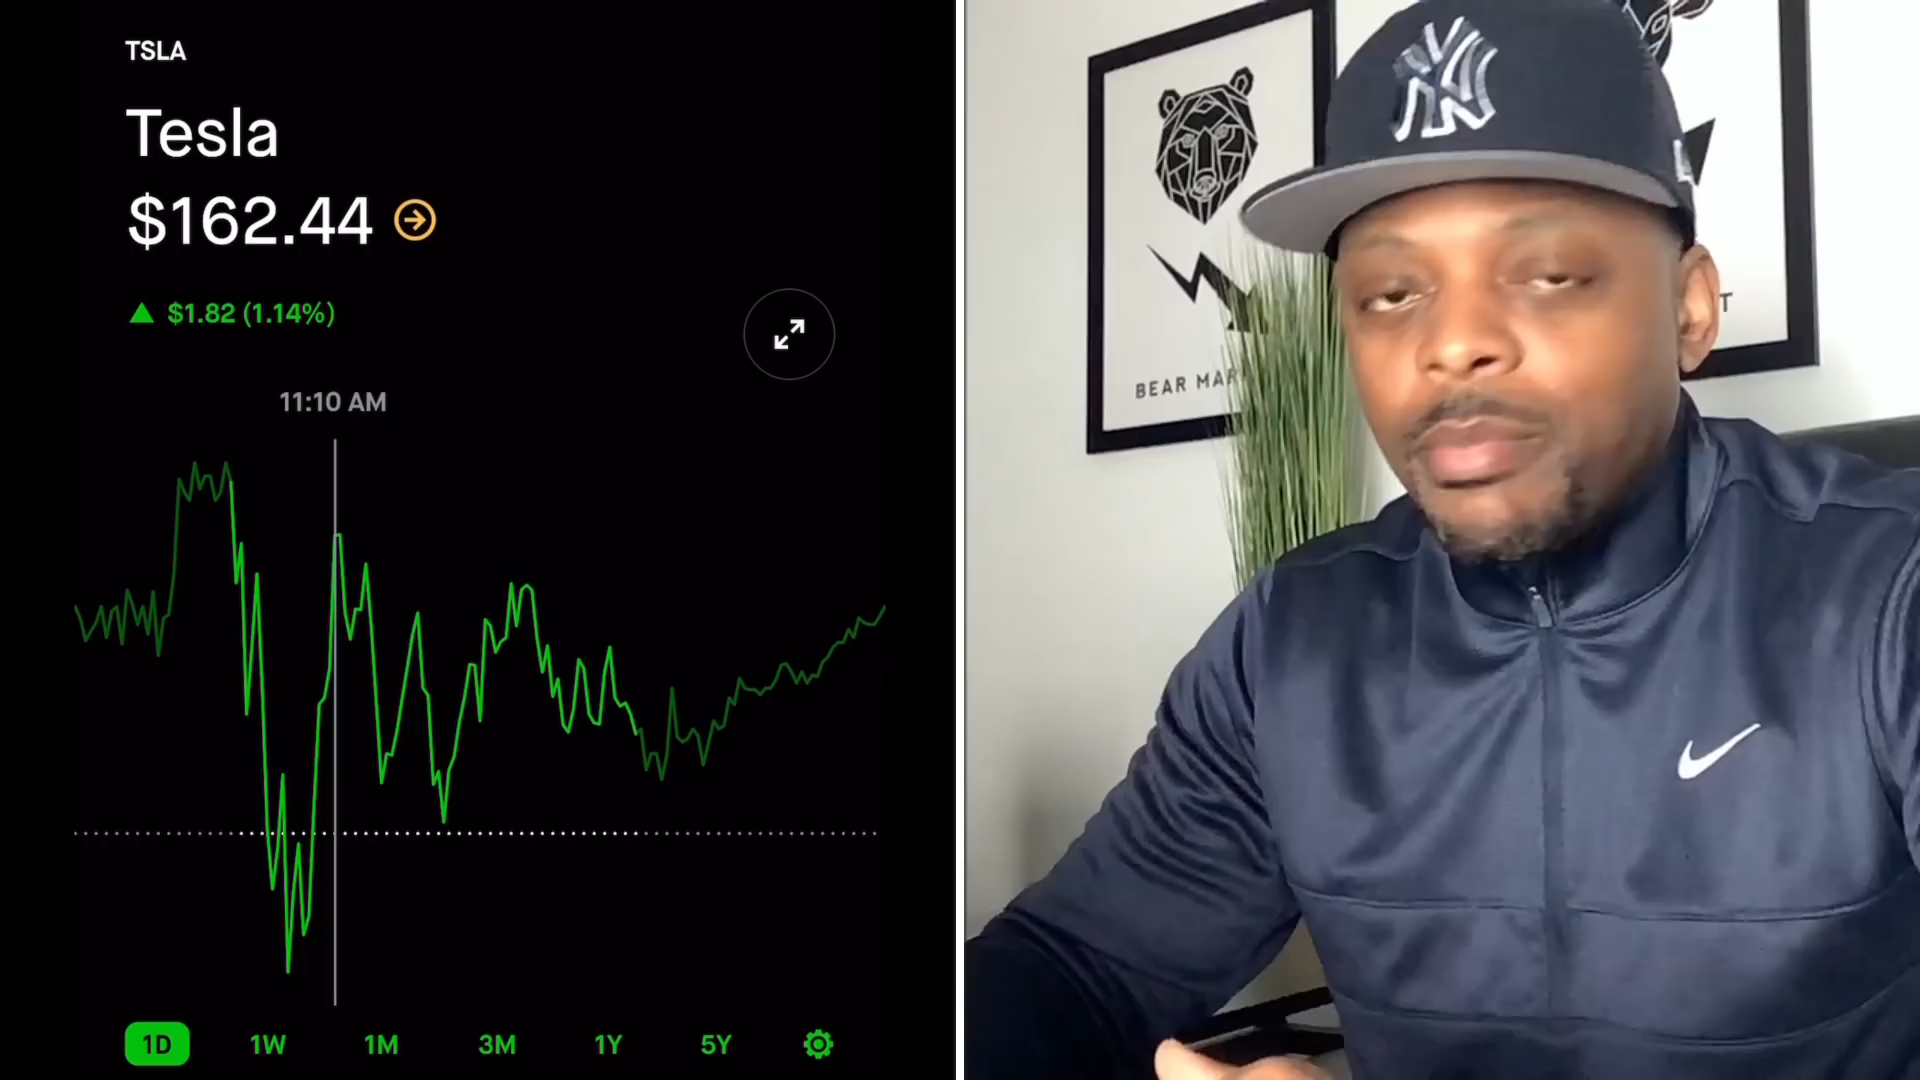 TSLA
Tesla
$162.44
$1.82 (1.14%)
11:10 AM
1D 1W 1M 3M 1Y 5Y
NY
BEAR MAR
T